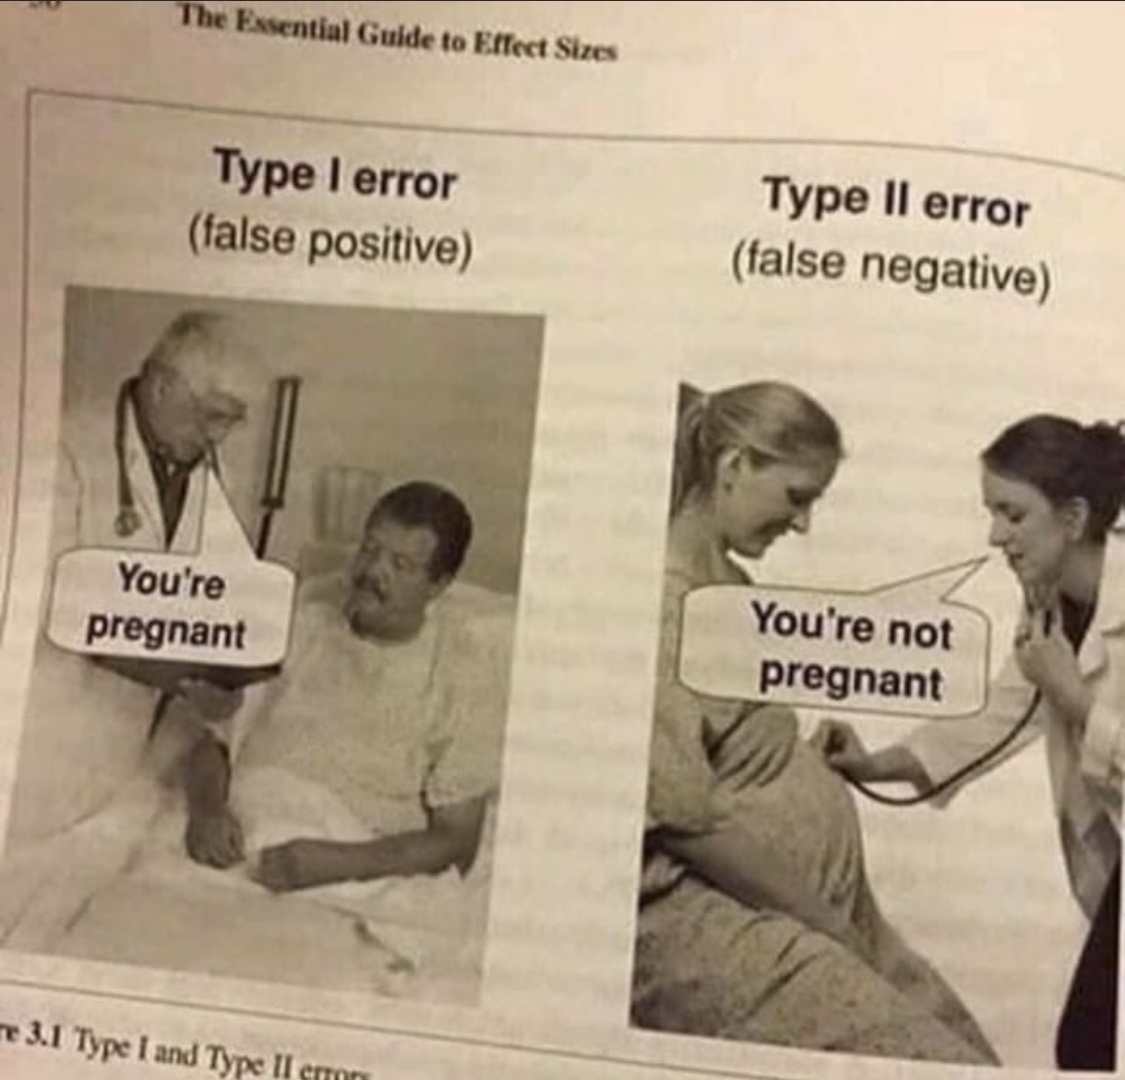 The Essential Guide to Effect Sizes
Type I error
(false positive)
You're
pregnant
Type II error
(false negative)
You're not
pregnant
3.1 Type I and Type II errors